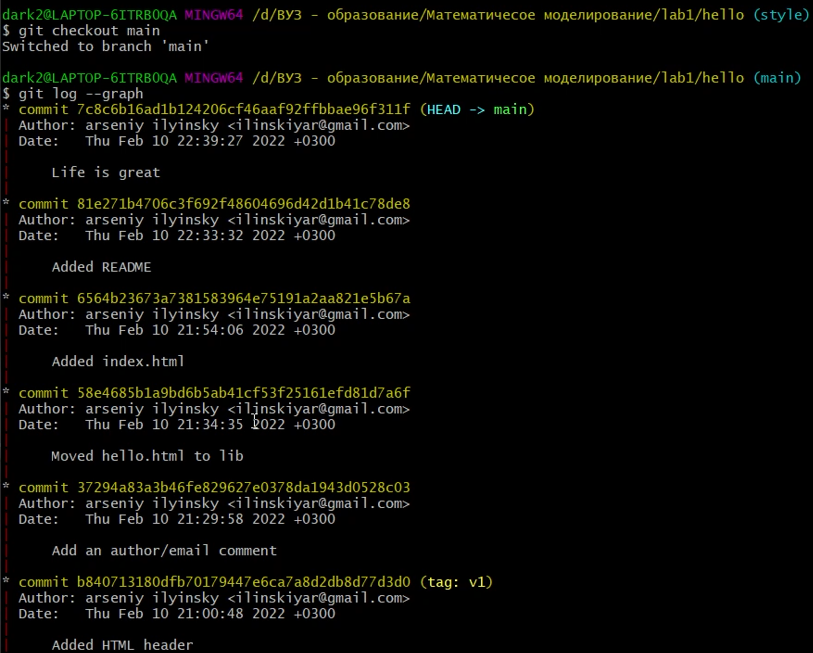 dark2@LAPTOP-6ITRB0QA MINGW64 /d/ВУЗ - образование/Математичесое моделирование/lab1/hello (style)
$ git checkout main
Switched to branch 'main'
dark2@LAPTOP-6ITRB0QA MINGW64 /d/ВУЗ - образование/Математичесое моделирование/lab1/hello (main)
$ git log --graph
* commit 7c8c6b16ad1b124206cf46aaf92ffbbae96f311f (HEAD -> main)
| Author: arseniy ilyinsky <ilinskiyar@gmail.com>
| Date:   Thu Feb 10 22:39:27 2022 +0300
|
|     Life is great
|
* commit 81e271b4706c3f692f48604696d42d1b41c78de8
| Author: arseniy ilyinsky <ilinskiyar@gmail.com>
| Date:   Thu Feb 10 22:33:32 2022 +0300
|
|     Added README
|
* commit 6564b23673a7381583964e75191a2aa821e5b67a
| Author: arseniy ilyinsky <ilinskiyar@gmail.com>
| Date:   Thu Feb 10 21:54:06 2022 +0300
|
|     Added index.html
|
* commit 58e4685b1a9bd6b5ab41cf53f25161efd81d7a6f
| Author: arseniy ilyinsky <ilinskiyar@gmail.com>
| Date:   Thu Feb 10 21:34:35 2022 +0300
|
|     Moved hello.html to lib
|
* commit 37294a83a3b46fe829627e0378da1943d0528c03
| Author: arseniy ilyinsky <ilinskiyar@gmail.com>
| Date:   Thu Feb 10 21:29:58 2022 +0300
|
|     Add an author/email comment
|
* commit b840713180dfb70179447e6ca7a8d2db8d77d3d0 (tag: v1)
| Author: arseniy ilyinsky <ilinskiyar@gmail.com>
| Date:   Thu Feb 10 21:00:48 2022 +0300
|
|     Added HTML header